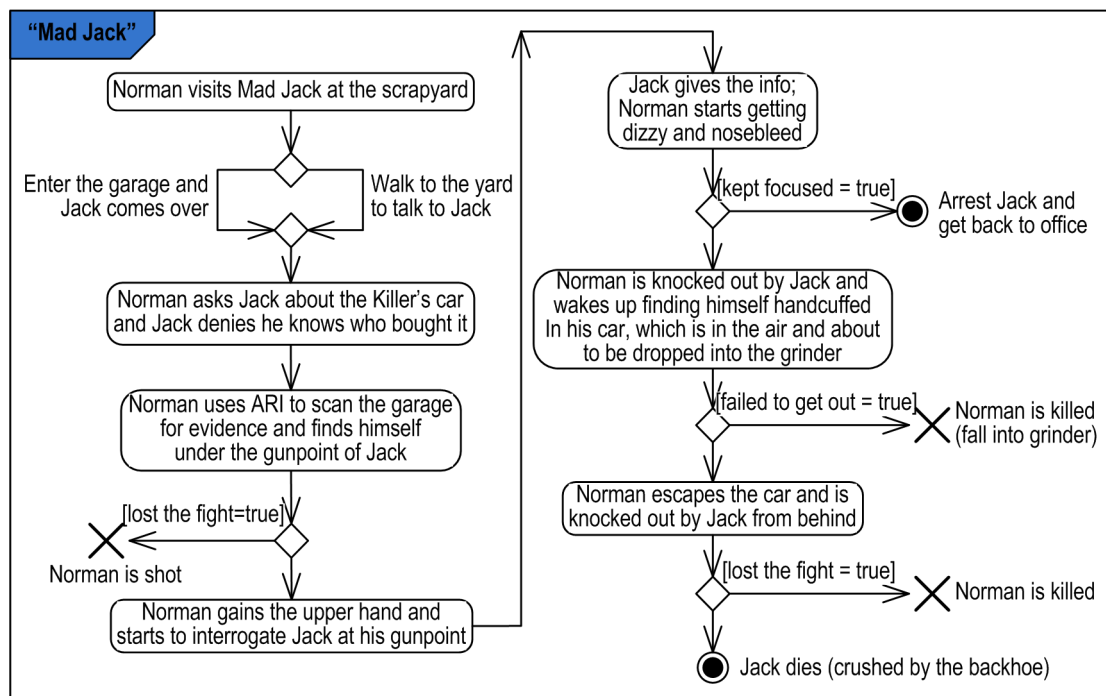 “Mad Jack”
Norman visits Mad Jack at the scrapyard
Enter the garage and
Jack comes over
Walk to the yard
to talk to Jack
Norman asks Jack about the Killer’s car
and Jack denies he knows who bought it
Norman uses ARI to scan the garage
for evidence and finds himself
under the gunpoint of Jack
[lost the fight=true]
Norman is shot
Norman gains the upper hand and
starts to interrogate Jack at his gunpoint
Jack gives the info;
Norman starts getting
dizzy and nosebleed
[kept focused = true]
Arrest Jack and
get back to office
Norman is knocked out by Jack and
wakes up finding himself handcuffed
In his car, which is in the air and about
to be dropped into the grinder
[failed to get out = true]
Norman is killed
(fall into grinder)
Norman escapes the car and is
knocked out by Jack from behind
[lost the fight = true]
Norman is killed
Jack dies (crushed by the backhoe)